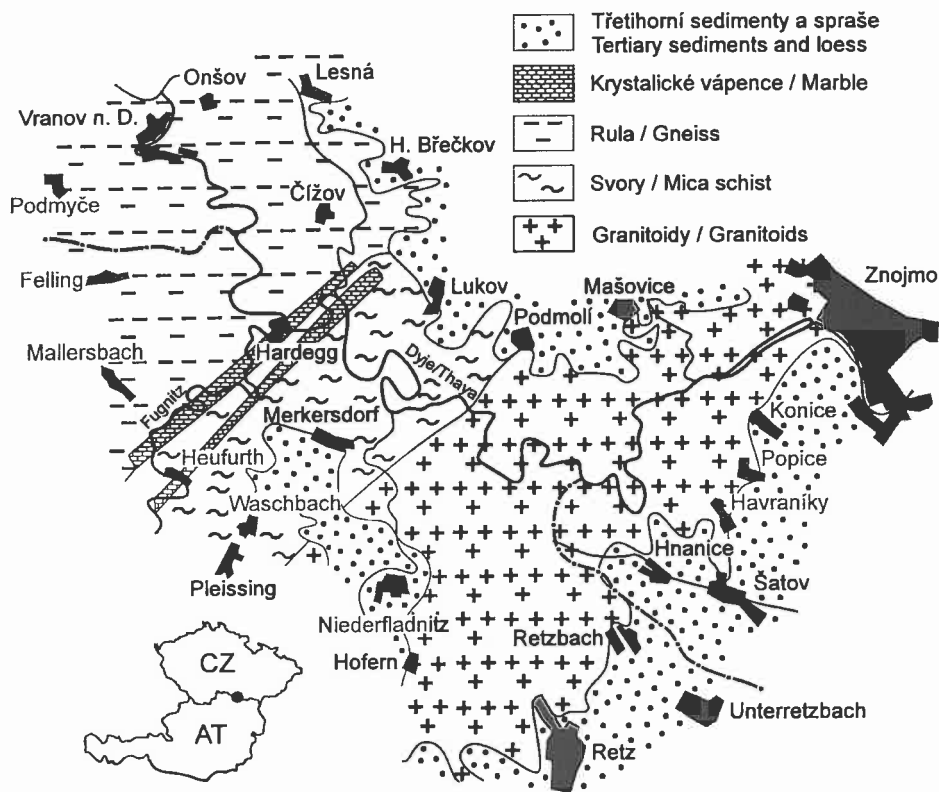 Třetihorní sedimenty a spraše
Tertiary sediments and loess
Krystalické vápence / Marble
Rula / Gneiss
Svory / Mica schist
Granitoidy / Granitoids
Onšov
Lesná
Vranov n. D.
H. Břečkov
Podmyče
Čížov
Felling
Lukov
Mašovice
Znojmo
Podmolí
Hardegg
Mallersbach
Dyje/Thaya
Fugnitz
Merkersdorf
Konice
Heufurth
Popice
Waschbach
Havraníky
Hnanice
Pleissing
Šatov
Niederfladnitz
Retzbach
Hofern
CZ
AT
Unterretzbach
Retz